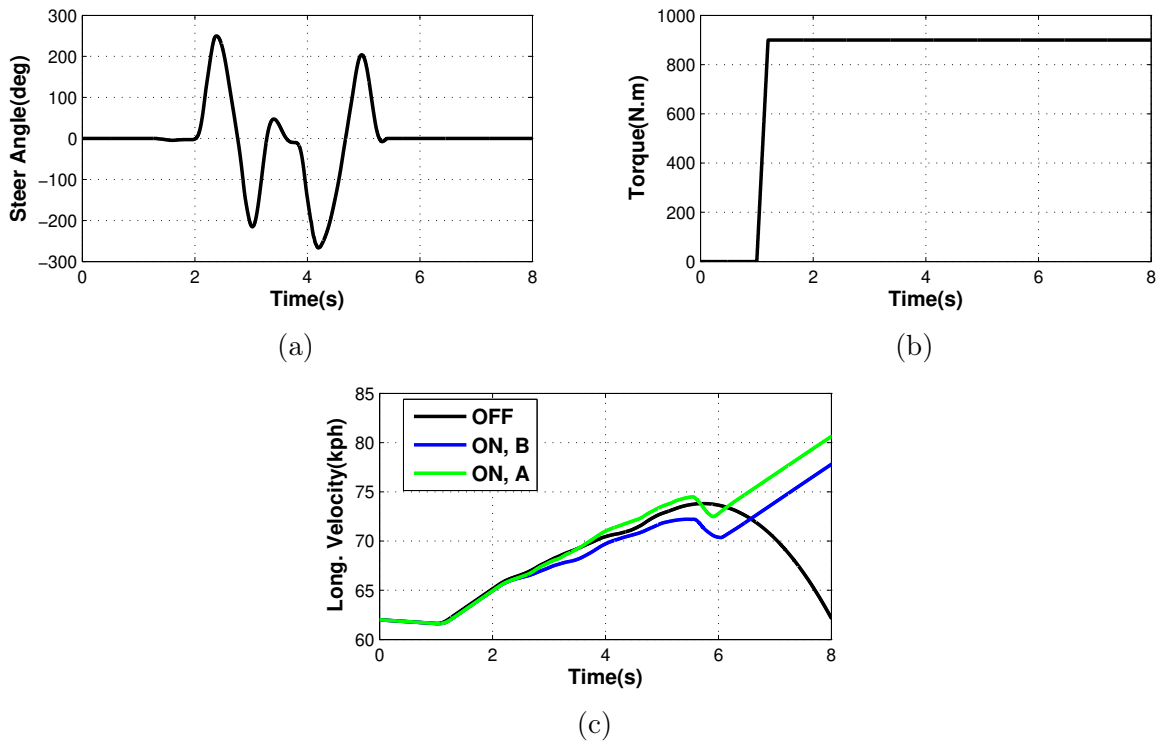 300
200
100
0
−100
−200
−300
Steer Angle(deg)
0 2 4 6 8
Time(s)
(a)
1000
800
600
400
200
0
Torque(N.m)
0 2 4 6 8
Time(s)
(b)
85
80
75
70
65
60
Long. Velocity(kph)
OFF
ON, B
ON, A
0 2 4 6 8
Time(s)
(c)